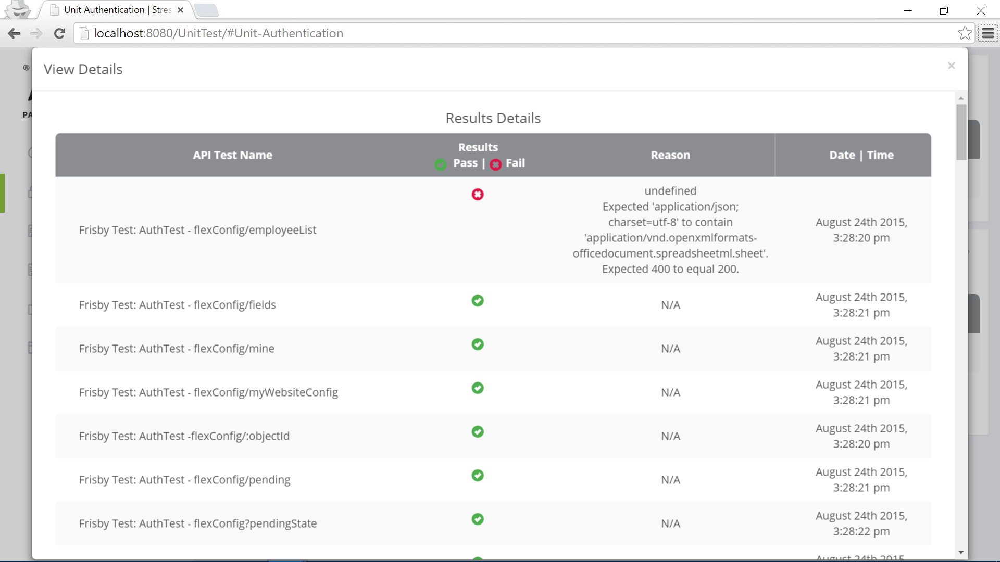 Unit Authentication | Stres
localhost:8080/UnitTest/#Unit-Authentication
®
PA
View Details
×
Results Details
API Test Name
Results
Pass | Fail
Reason
Date | Time
Frisby Test: AuthTest - flexConfig/employeeList
undefined
Expected 'application/json;
charset=utf-8' to contain
'application/vnd.openxmlformats-
officedocument.spreadsheetml.sheet'.
Expected 400 to equal 200.
August 24th 2015,
3:28:20 pm
Frisby Test: AuthTest - flexConfig/fields
N/A
August 24th 2015,
3:28:21 pm
Frisby Test: AuthTest - flexConfig/mine
N/A
August 24th 2015,
3:28:21 pm
Frisby Test: AuthTest - flexConfig/myWebsiteConfig
N/A
August 24th 2015,
3:28:21 pm
Frisby Test: AuthTest -flexConfig/:objectId
N/A
August 24th 2015,
3:28:20 pm
Frisby Test: AuthTest - flexConfig/pending
N/A
August 24th 2015,
3:28:21 pm
Frisby Test: AuthTest - flexConfig?pendingState
N/A
August 24th 2015,
3:28:22 pm
August 24th 2015